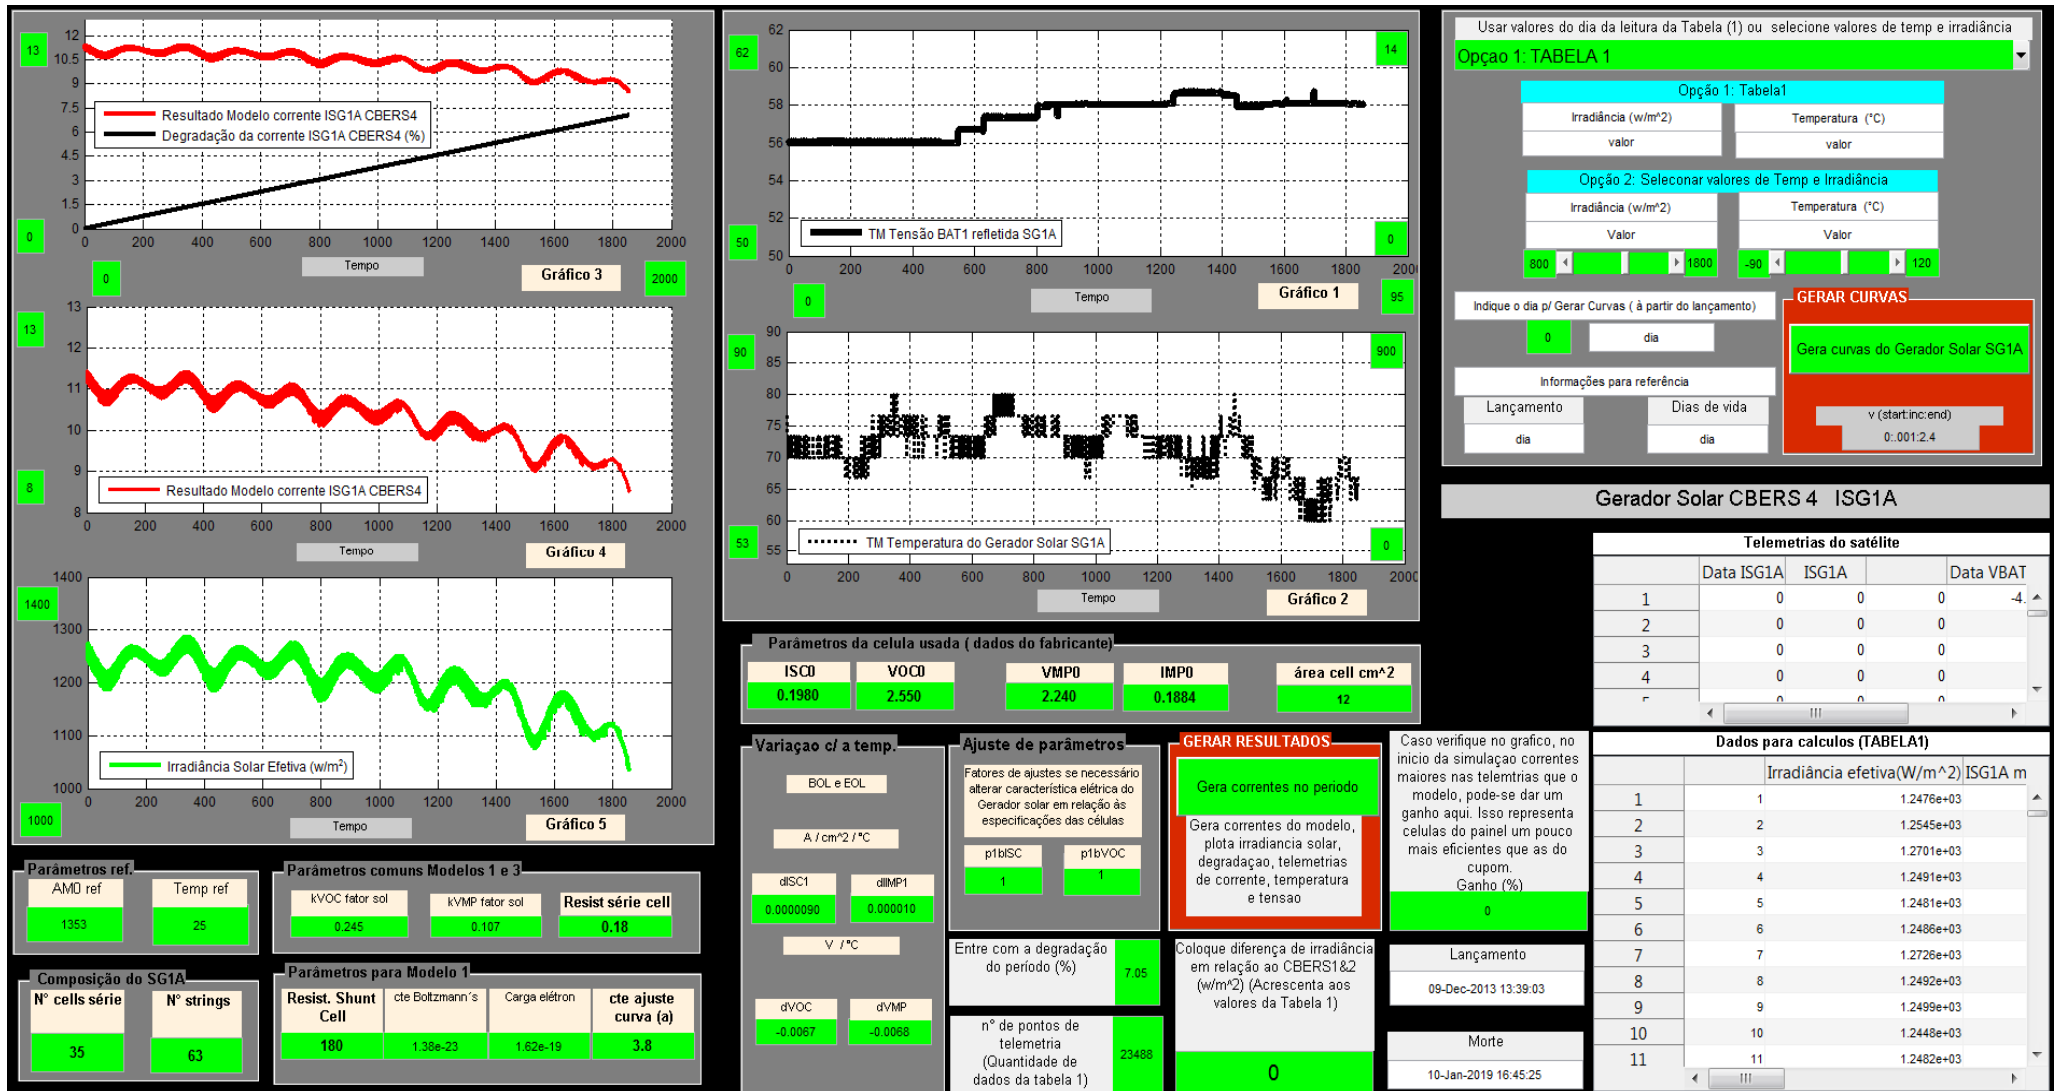 13
12
10.5
9
7.5
6
4.5
3
1.5
0
0
Resultado Modelo corrente ISG1A CBERS4
Degradação da corrente ISG1A CBERS4 (%)
0 200 400 600 800 1000 1200 1400 1600 1800 2000
0
Tempo
Gráfico 3
2000
13
13
12
11
10
9
8
8
Resultado Modelo corrente ISG1A CBERS4
0 200 400 600 800 1000 1200 1400 1600 1800 2000
Tempo
Gráfico 4
1400
1400
1300
1200
1100
1000
Irradiância Solar Efetiva (w/m²)
0 200 400 600 800 1000 1200 1400 1600 1800 2000
1000
Tempo
Gráfico 5
62
14
62
60
58
56
54
52
50
50
0
TM Tensão BAT1 refletida SG1A
0 200 400 600 800 1000 1200 1400 1600 1800 2000
0
Tempo
Gráfico 1
95
90
900
90
85
80
75
70
65
60
55
53
0
TM Temperatura do Gerador Solar SG1A
0 200 400 600 800 1000 1200 1400 1600 1800 2000
Tempo
Gráfico 2
Usar valores do dia da leitura da Tabela (1) ou selecione valores de temp e irradiância
Opçao 1: TABELA 1
Opção 1: Tabela1
Irradiância (w/m^2)
Temperatura (°C)
valor
valor
Opção 2: Seleconar valores de Temp e Irradiância
Irradiância (w/m^2)
Temperatura (°C)
Valor
Valor
800
1800
-90
120
Indique o dia p/ Gerar Curvas ( à partir do lançamento)
0
dia
Informações para referência
Lançamento
Dias de vida
dia
dia
GERAR CURVAS
Gera curvas do Gerador Solar SG1A
v (start:inc:end)
0:.001:2.4
Gerador Solar CBERS 4 ISG1A
Telemetrias do satélite
Data ISG1A ISG1A Data VBAT
1 0 0 0 -4.
2 0 0 0
3 0 0 0
4 0 0 0
Parâmetros da celula usada ( dados do fabricante)
ISC0
0.1980
VOC0
2.550
VMP0
2.240
IMP0
0.1884
área cell cm^2
12
Dados para calculos (TABELA1)
Irradiância efetiva(W/m^2) ISG1A m
1 1 1.2476e+03
2 2 1.2545e+03
3 3 1.2701e+03
4 4 1.2491e+03
5 5 1.2481e+03
6 6 1.2486e+03
7 7 1.2726e+03
8 8 1.2492e+03
9 9 1.2499e+03
10 10 1.2448e+03
11 11 1.2482e+03
Parâmetros ref.
AM0 ref
1353
Temp ref
25
Parâmetros comuns Modelos 1 e 3
kVOC fator sol
0.245
kVMP fator sol
0.107
Resist série cell
0.18
Composição do SG1A
N° cells série
35
N° strings
63
Parâmetros para Modelo 1
Resist. Shunt
Cell
180
cte Boltzmann´s
1.38e-23
Carga elétron
1.62e-19
cte ajuste
curva (a)
3.8
Variaçao c/ a temp.
BOL e EOL
A / cm^2 / °C
dISC1
0.0000090
dIIMP1
0.000010
V / °C
dVOC
-0.0067
dVMP
-0.0068
Ajuste de parâmetros
Fatores de ajustes se necessário
alterar característica elétrica do
Gerador solar em relação às
especificações das células
p1bISC
1
p1bVOC
1
Entre com a degradação
do período (%)
7.05
n° de pontos de
telemetria
(Quantidade de
dados da tabela 1)
23488
GERAR RESULTADOS
Gera correntes no periodo
Gera correntes do modelo,
plota irradiancia solar,
degradaçao, telemetrias
de corrente, temperatura
e tensao
Coloque diferença de irradiância
em relação ao CBERS1&2
(w/m^2) (Acrescenta aos
valores da Tabela 1)
0
Caso verifique no grafico, no
inicio da simulaçao correntes
maiores nas telemtrias que o
modelo, pode-se dar um
ganho aqui. Isso representa
celulas do painel um pouco
mais eficientes que as do
cupom.
Ganho (%)
0
Lançamento
09-Dec-2013 13:39:03
Morte
10-Jan-2019 16:45:25